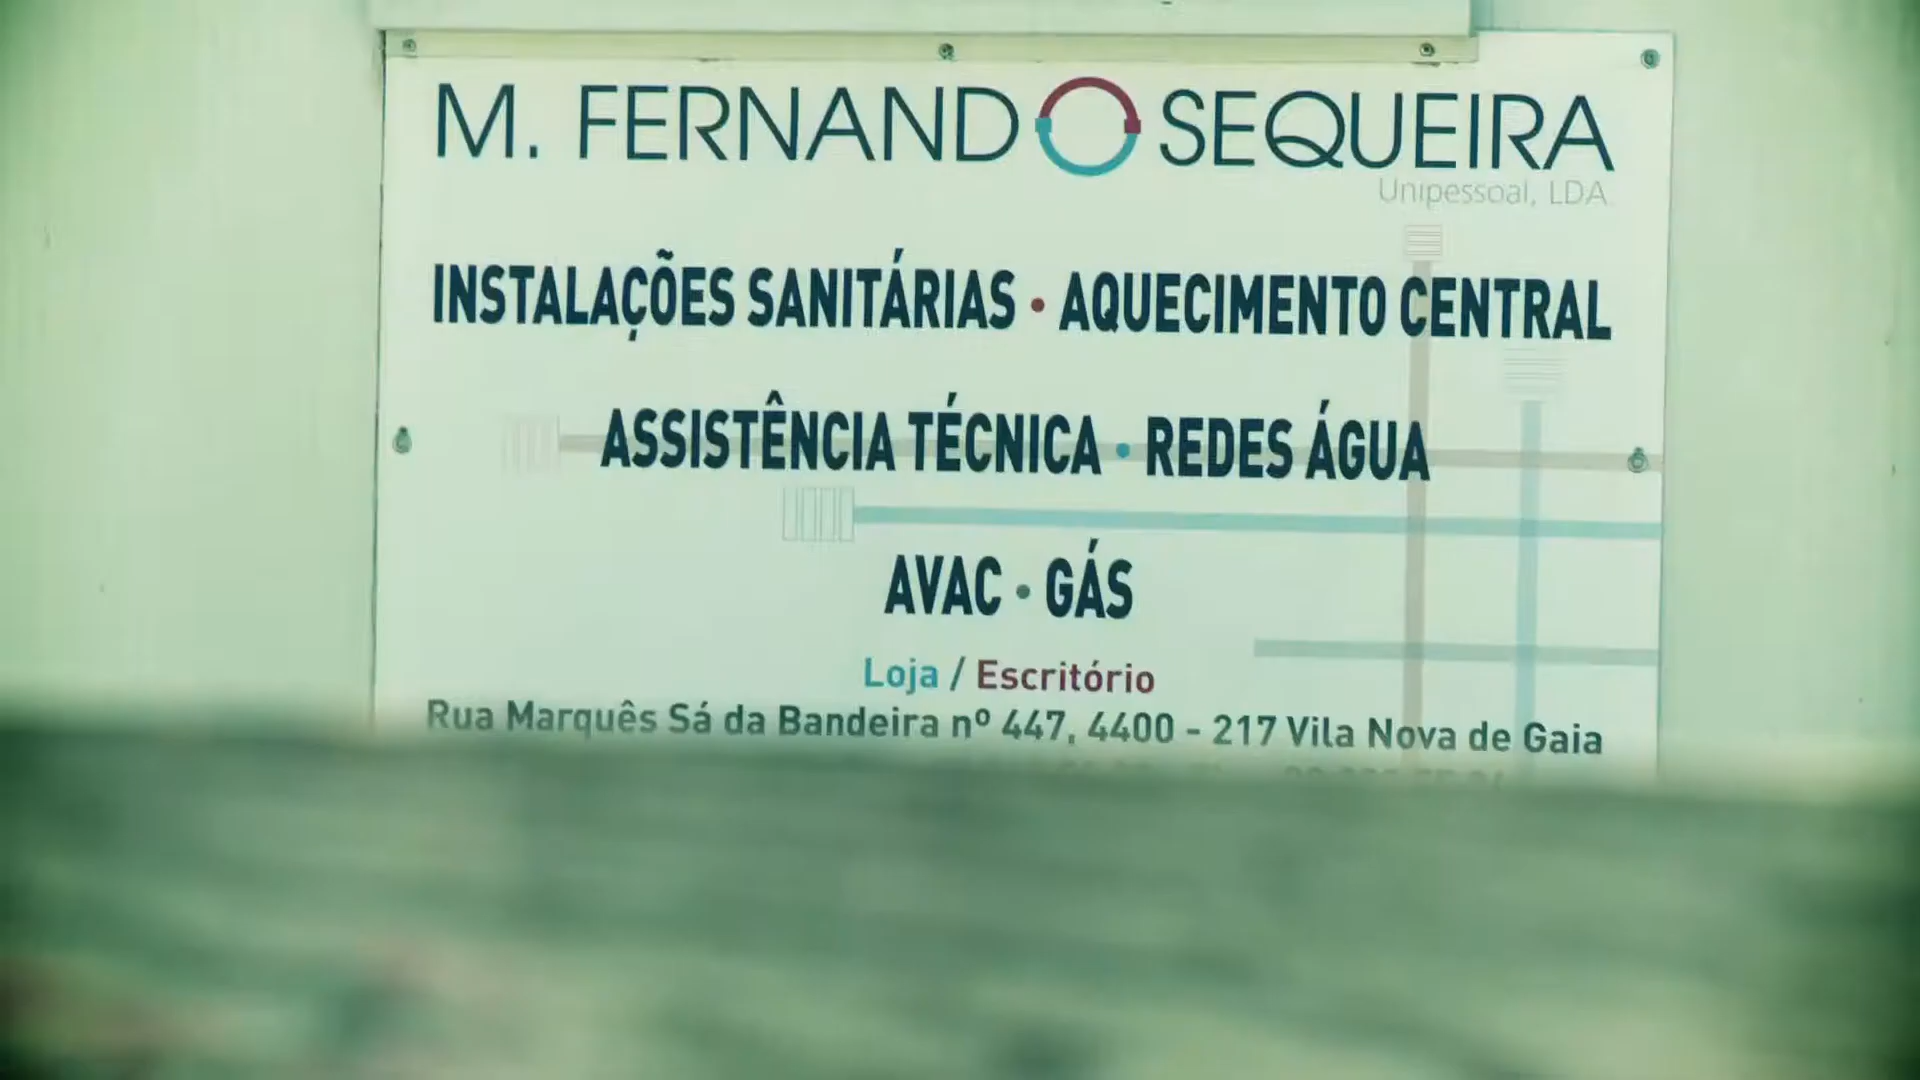 M. FERNANDO SEQUEIRA
Unipessoal, LDA
INSTALAÇÕES SANITÁRIAS • AQUECIMENTO CENTRAL
ASSISTÊNCIA TÉCNICA • REDES ÁGUA
AVAC • GÁS
Loja / Escritório
Rua Marquês Sá da Bandeira nº 447, 4400 - 217 Vila Nova de Gaia